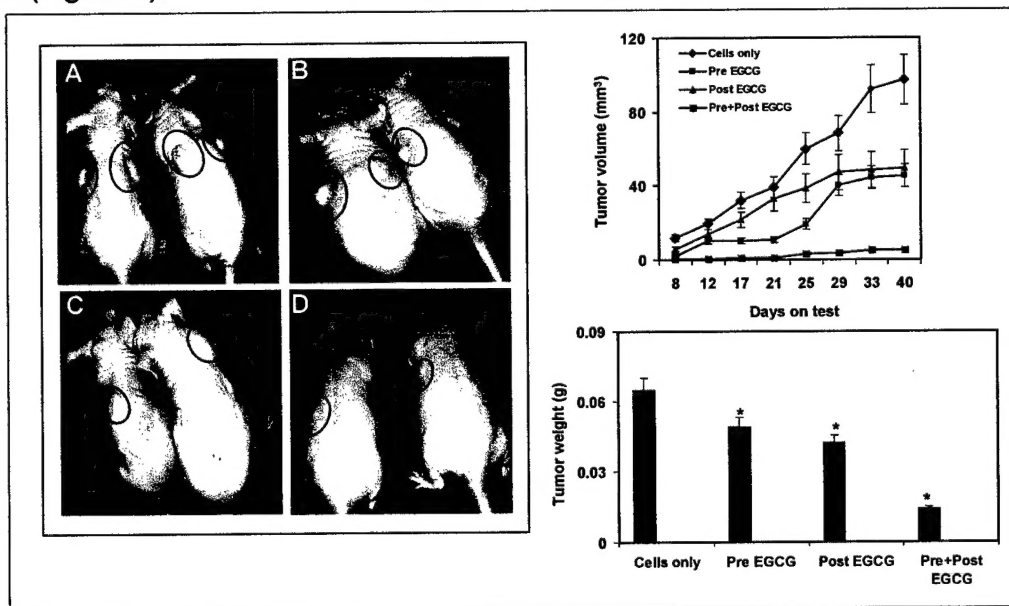 A
B
C
D
120
80
40
0
Tumor volume (mm³)
Cells only
Pre EGCG
Post EGCG
Pre+Post EGCG
8 12 17 21 25 29 33 40
Days on test
0.09
0.06
0.03
0
Tumor weight (g)
* * *
Cells only Pre EGCG Post EGCG Pre+Post
EGCG